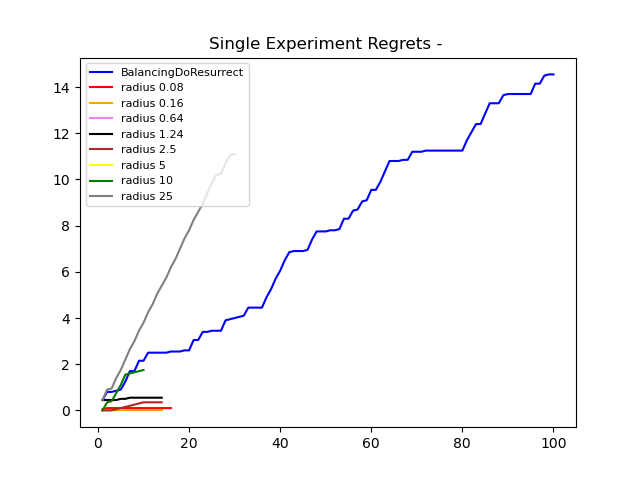 Single Experiment Regrets -
BalancingDoResurrect
radius 0.08
radius 0.16
radius 0.64
radius 1.24
radius 2.5
radius 5
radius 10
radius 25
14
12
10
8
6
4
2
0
0 20 40 60 80 100